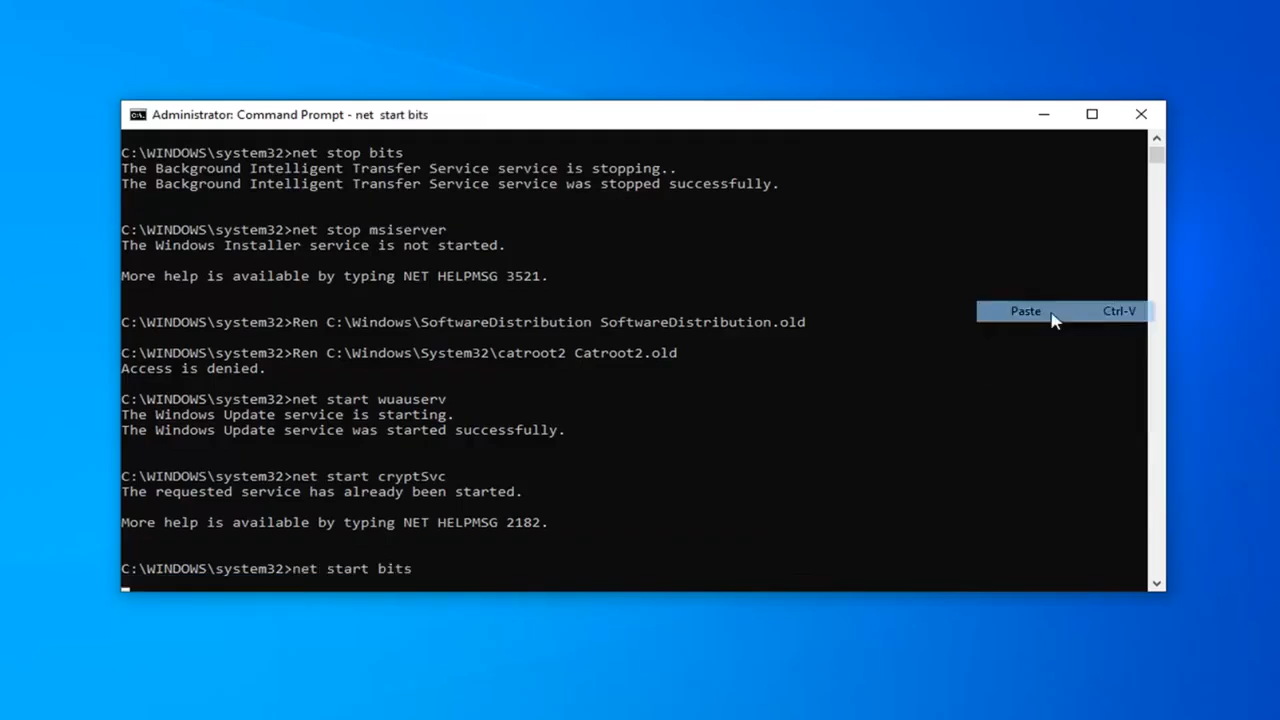 Administrator: Command Prompt - net  start bits
C:\WINDOWS\system32>net stop bits
The Background Intelligent Transfer Service service is stopping..
The Background Intelligent Transfer Service service was stopped successfully.
C:\WINDOWS\system32>net stop msiserver
The Windows Installer service is not started.
More help is available by typing NET HELPMSG 3521.
C:\WINDOWS\system32>Ren C:\Windows\SoftwareDistribution SoftwareDistribution.old
Paste Ctrl-V
C:\WINDOWS\system32>Ren C:\Windows\System32\catroot2 Catroot2.old
Access is denied.
C:\WINDOWS\system32>net start wuauserv
The Windows Update service is starting.
The Windows Update service was started successfully.
C:\WINDOWS\system32>net start cryptSvc
The requested service has already been started.
More help is available by typing NET HELPMSG 2182.
C:\WINDOWS\system32>net start bits